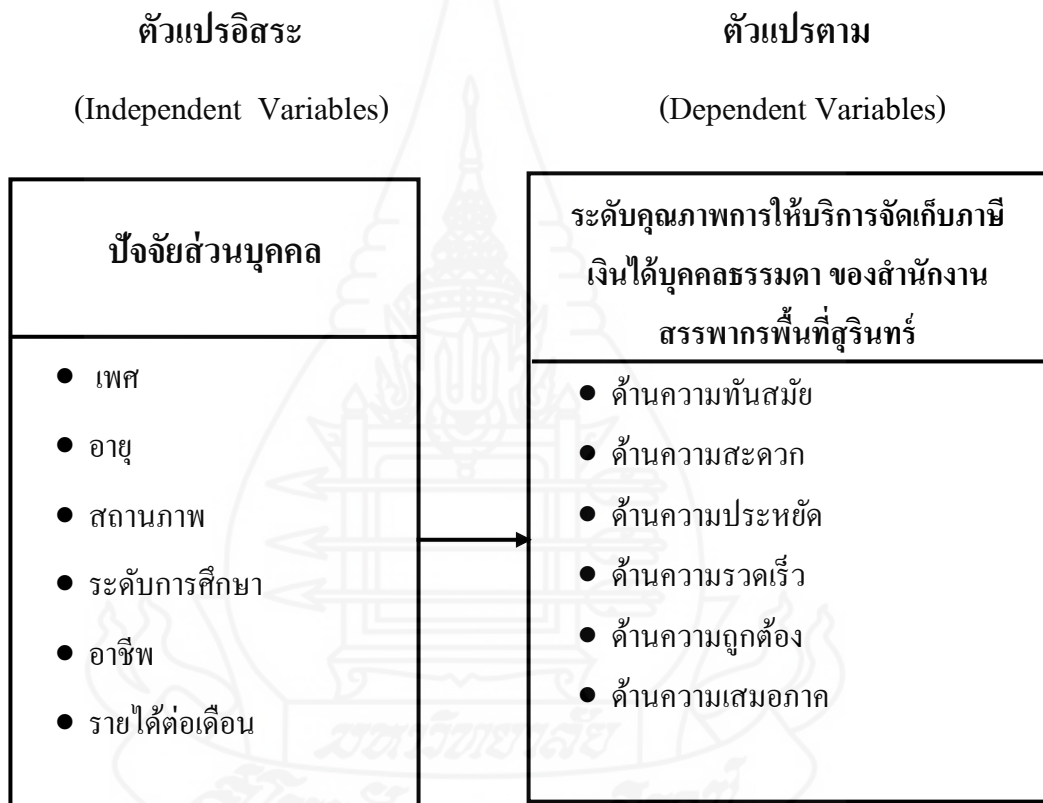 ตัวแปรอิสระ
(Independent Variables)
ปัจจัยส่วนบุคคล
● เพศ
● อายุ
● สถานภาพ
● ระดับการศึกษา
● อาชีพ
● รายได้ต่อเดือน
ตัวแปรตาม
(Dependent Variables)
ระดับคุณภาพการให้บริการจัดเก็บภาษี
เงินได้บุคคลธรรมดา ของสำนักงาน
สรรพากรพื้นที่สุรินทร์
● ด้านความทันสมัย
● ด้านความสะดวก
● ด้านความประหยัด
● ด้านความรวดเร็ว
● ด้านความถูกต้อง
● ด้านความเสมอภาค
มหาวิทยาลัย